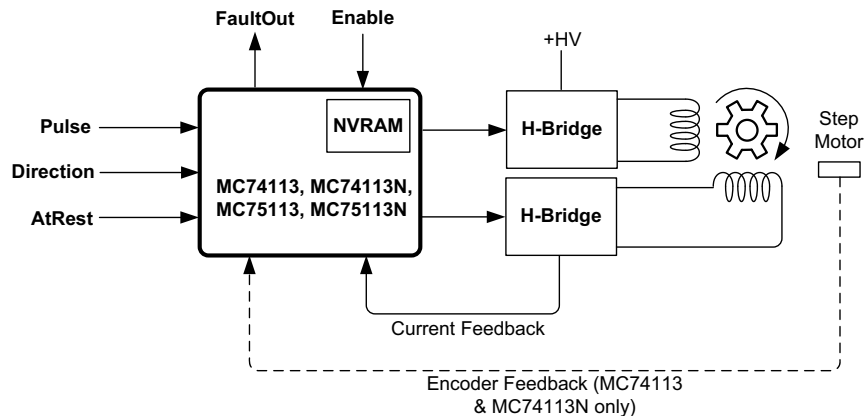 FaultOut
Enable
+HV
NVRAM
H-Bridge
Step
Motor
Pulse
Direction
AtRest
MC74113, MC74113N,
MC75113, MC75113N
H-Bridge
Current Feedback
Encoder Feedback (MC74113
& MC74113N only)